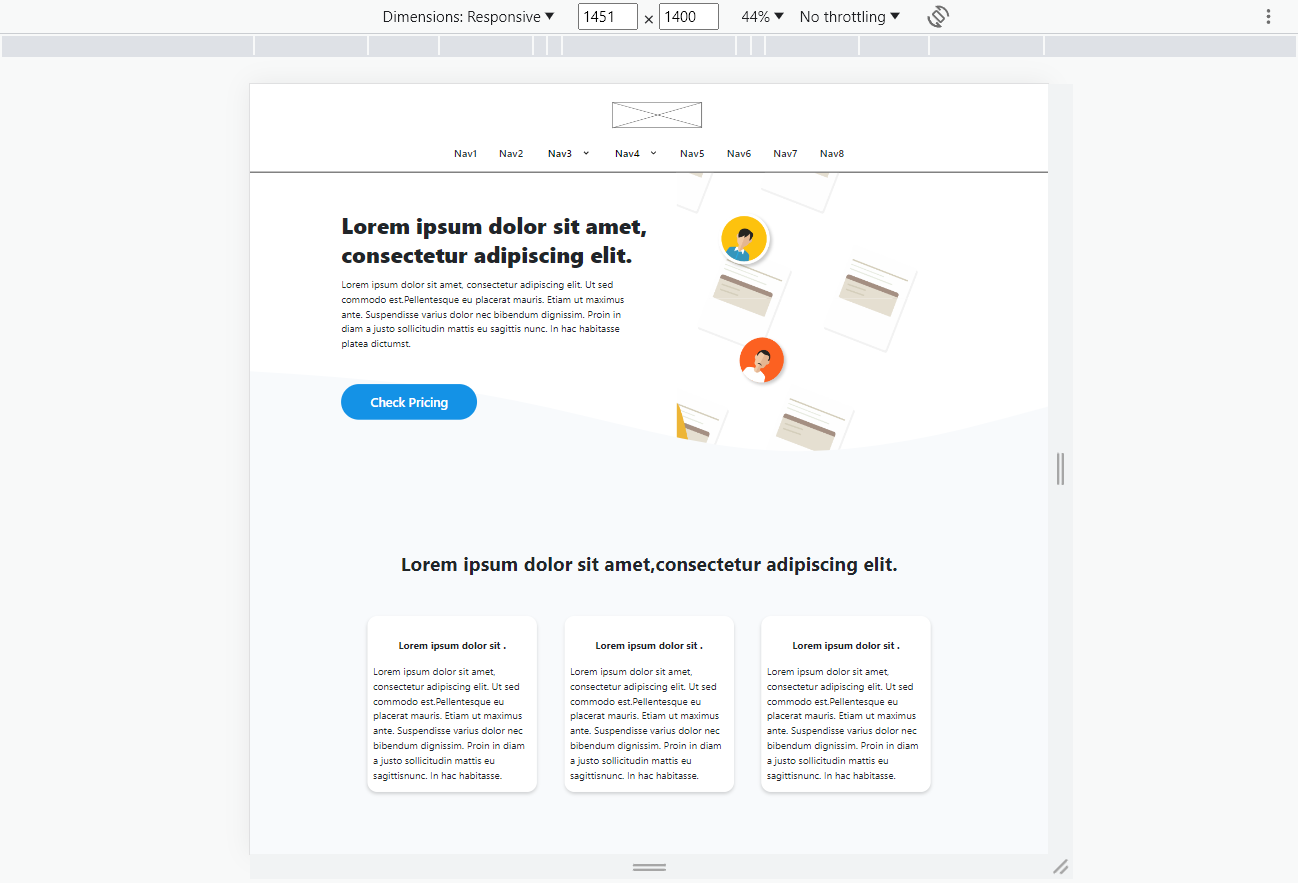 Dimensions: Responsive 1451 × 1400 44% No throttling
Nav1 Nav2 Nav3 Nav4 Nav5 Nav6 Nav7 Nav8
Lorem ipsum dolor sit amet,
consectetur adipiscing elit.
Lorem ipsum dolor sit amet, consectetur adipiscing elit. Ut sed
commodo est.Pellentesque eu placerat mauris. Etiam ut maximus
ante. Suspendisse varius dolor nec bibendum dignissim. Proin in
diam a justo sollicitudin mattis eu sagittis nunc. In hac habitasse
platea dictumst.
Check Pricing
Lorem ipsum dolor sit amet,consectetur adipiscing elit.
Lorem ipsum dolor sit .
Lorem ipsum dolor sit amet,
consectetur adipiscing elit. Ut sed
commodo est.Pellentesque eu
placerat mauris. Etiam ut maximus
ante. Suspendisse varius dolor nec
bibendum dignissim. Proin in diam
a justo sollicitudin mattis eu
sagittisnunc. In hac habitasse.
Lorem ipsum dolor sit .
Lorem ipsum dolor sit amet,
consectetur adipiscing elit. Ut sed
commodo est.Pellentesque eu
placerat mauris. Etiam ut maximus
ante. Suspendisse varius dolor nec
bibendum dignissim. Proin in diam
a justo sollicitudin mattis eu
sagittisnunc. In hac habitasse.
Lorem ipsum dolor sit .
Lorem ipsum dolor sit amet,
consectetur adipiscing elit. Ut sed
commodo est.Pellentesque eu
placerat mauris. Etiam ut maximus
ante. Suspendisse varius dolor nec
bibendum dignissim. Proin in diam
a justo sollicitudin mattis eu
sagittisnunc. In hac habitasse.